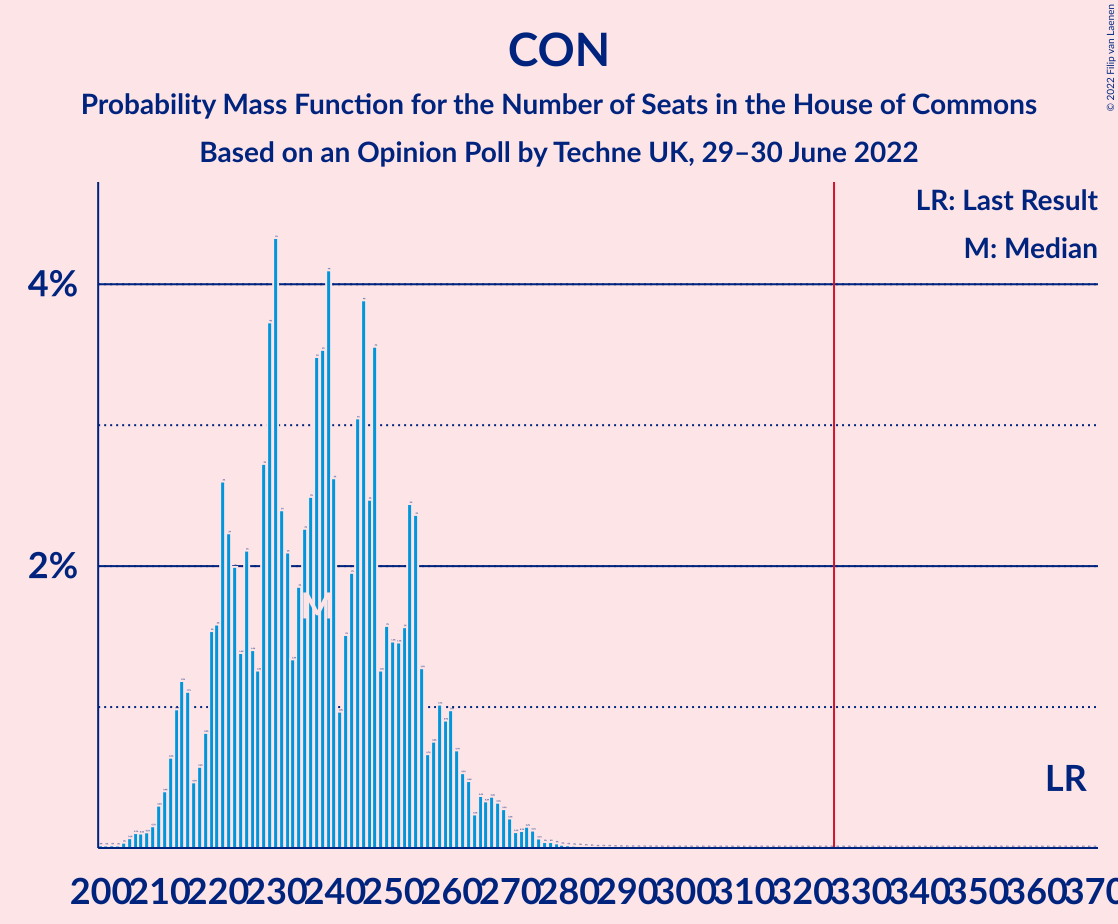 CON
Probability Mass Function for the Number of Seats in the House of Commons
Based on an Opinion Poll by Techne UK, 29–30 June 2022
© 2022 Filip van Laenen
LR: Last Result
M: Median
4%
2%
M
LR
200 210 220 230 240 250 260 270 280 290 300 310 320 330 340 350 360 370